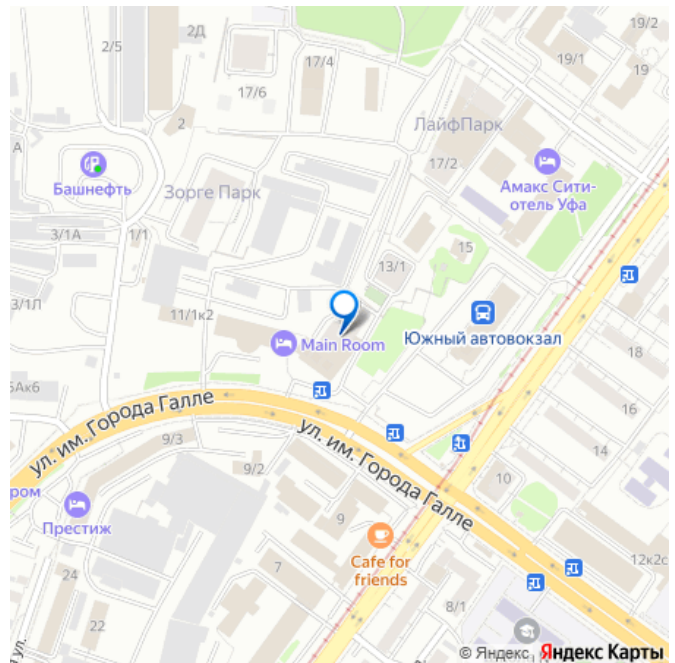 19/2
2Д
2/5
17/4
19/1
19
17/6
2
ЛайфПарк
А
17/2
Башнефть
Зорге Парк
Амакс Сити-
отель Уфа
3/1А
1/1
15
13/1
3/1Л
11/1к2
Южный автовокзал
18
Main Room
5Ак6
16
ул. им. Города Галле
ул. им. Города Галле
9/3
14
9/2
10
ром
Престиж
9
Cafe for
friends
7
12к2с
24
8/1
22
ул.
© Яндекс
Яндекс Карты